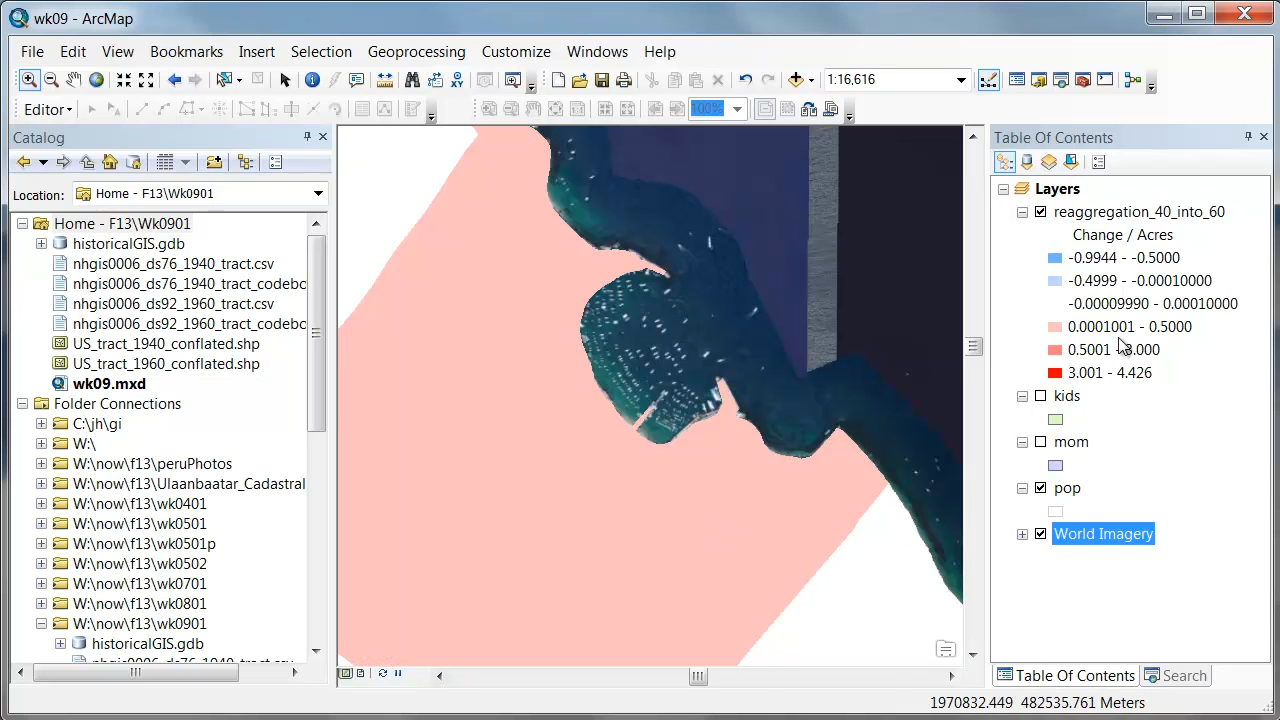 wk09 - ArcMap
File Edit View Bookmarks Insert Selection Geoprocessing Customize Windows Help
1:16,616
Editor
100%
Catalog
Location: Home - F13\Wk0901
Home - F13\Wk0901
historicalGIS.gdb
nhgis0006_ds76_1940_tract.csv
nhgis0006_ds76_1940_tract_codebo
nhgis0006_ds92_1960_tract.csv
nhgis0006_ds92_1960_tract_codebo
US_tract_1940_conflated.shp
US_tract_1960_conflated.shp
wk09.mxd
Folder Connections
C:\jh\gi
W:\
W:\now\f13\peruPhotos
W:\now\f13\Ulaanbaatar_Cadastral
W:\now\f13\wk0401
W:\now\f13\wk0501
W:\now\f13\wk0501p
W:\now\f13\wk0502
W:\now\f13\wk0701
W:\now\f13\wk0801
W:\now\f13\wk0901
historicalGIS.gdb
Table Of Contents
Layers
reaggregation_40_into_60
Change / Acres
-0.9944 - -0.5000
-0.4999 - -0.00010000
-0.00009990 - 0.00010000
0.0001001 - 0.5000
0.5001 - 3.000
3.001 - 4.426
kids
mom
pop
World Imagery
Table Of Contents Search
1970832.449 482535.761 Meters